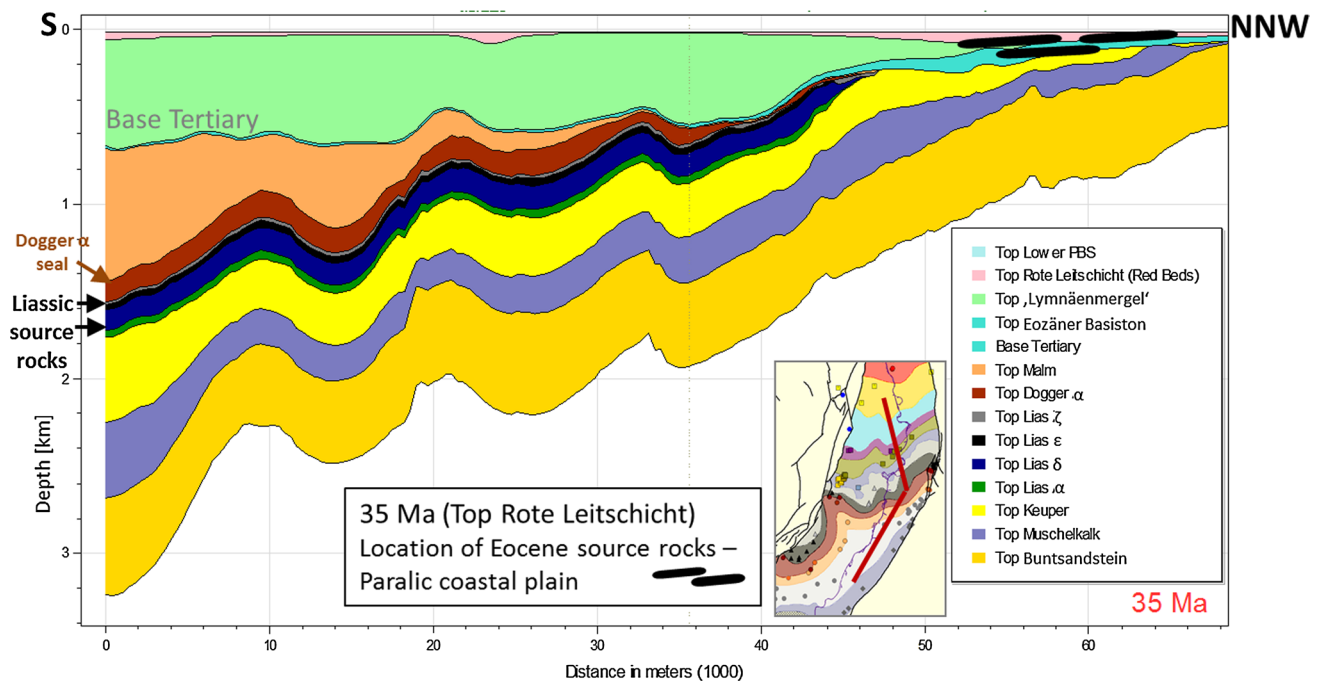 S
NNW
0
1
2
3
Depth [km]
Base Tertiary
Dogger α
seal
Liassic
source
rocks
35 Ma (Top Rote Leitschicht)
Location of Eocene source rocks –
Paralic coastal plain
Top Lower PBS
Top Rote Leitschicht (Red Beds)
Top ‚Lymnäenmergel‘
Top Eozäner Basiston
Base Tertiary
Top Malm
Top Dogger α
Top Lias ζ
Top Lias ε
Top Lias δ
Top Lias α
Top Keuper
Top Muschelkalk
Top Buntsandstein
35 Ma
0 10 20 30 40 50 60
Distance in meters (1000)